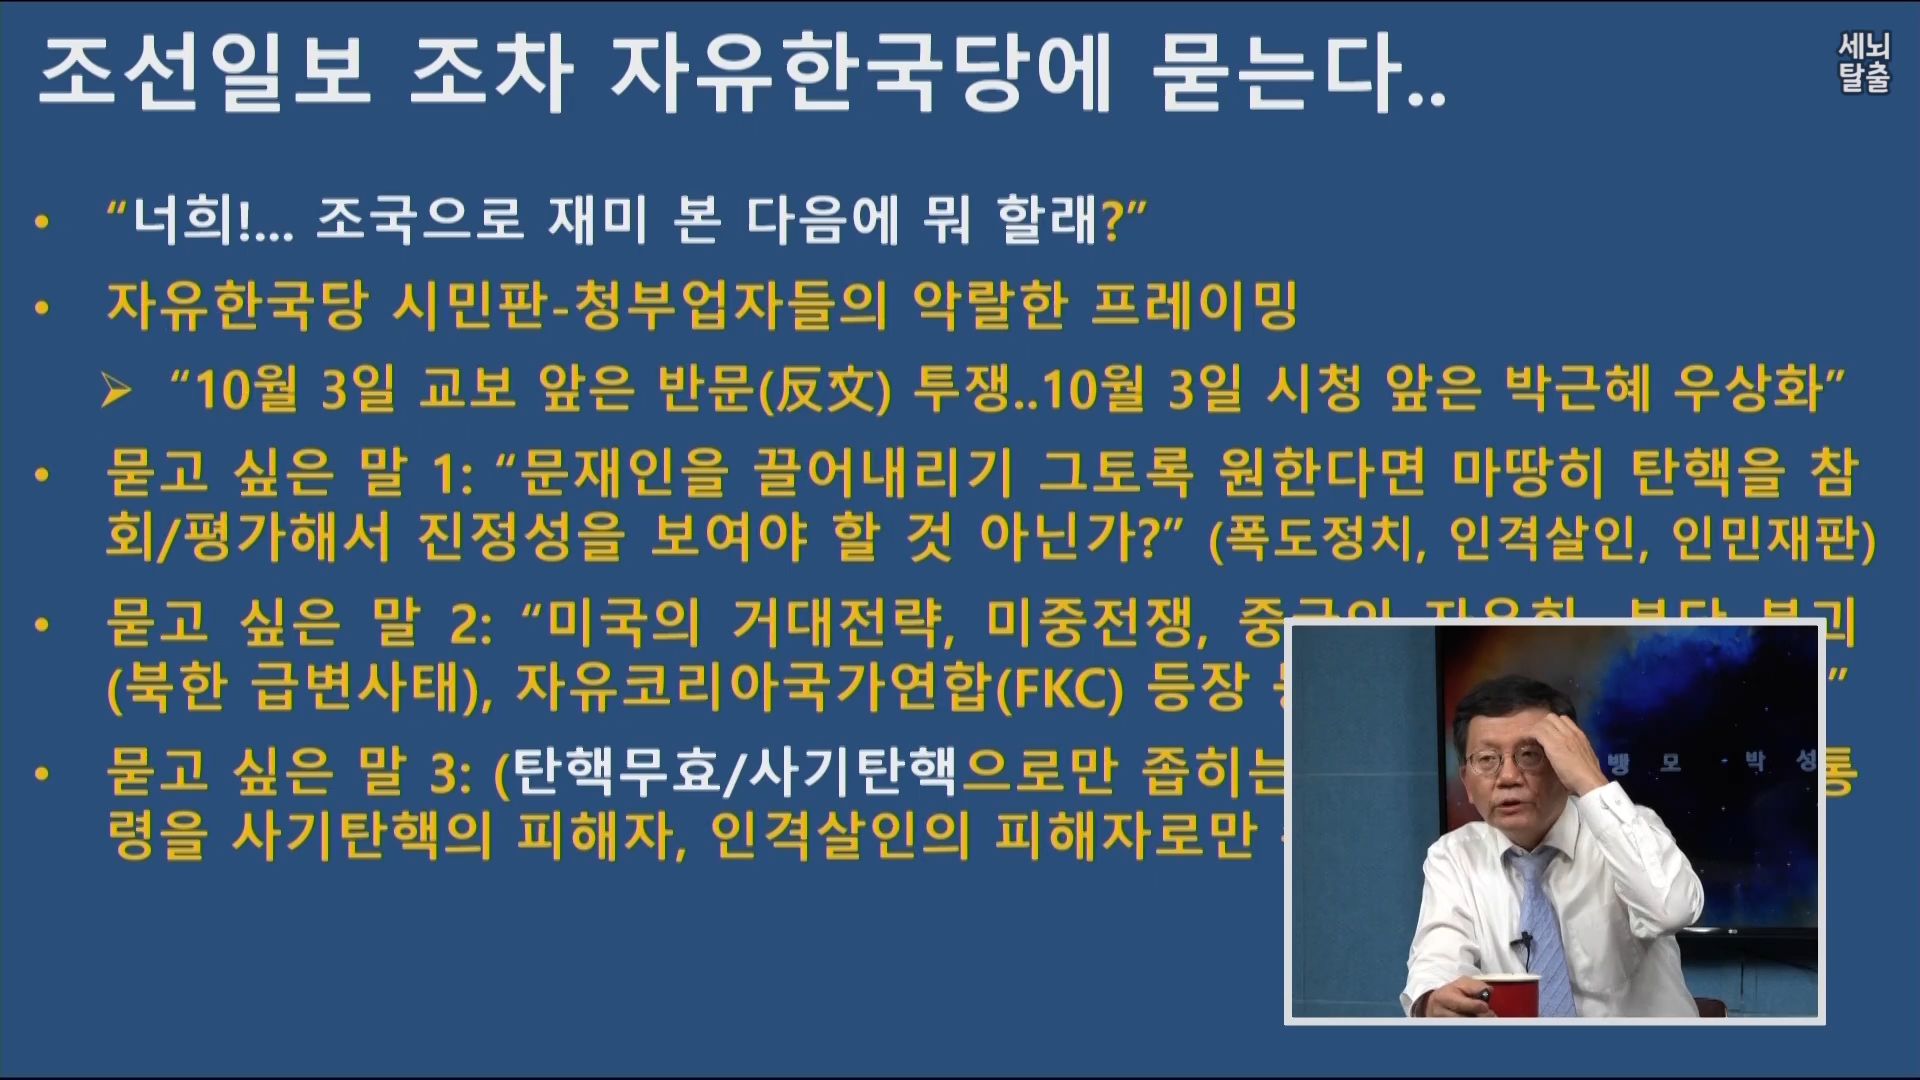 조선일보 조차 자유한국당에 묻는다..
세뇌
탈출
• “너희!... 조국으로 재미 본 다음에 뭐 할래?”
• 자유한국당 시민판-청부업자들의 악랄한 프레이밍
➢ “10월 3일 교보 앞은 반문(反文) 투쟁..10월 3일 시청 앞은 박근혜 우상화”
• 묻고 싶은 말 1: “문재인을 끌어내리기 그토록 원한다면 마땅히 탄핵을 참
회/평가해서 진정성을 보여야 할 것 아닌가?” (폭도정치, 인격살인, 인민재판)
• 묻고 싶은 말 2: “미국의 거대전략, 미중전쟁,
(북한 급변사태), 자유코리아국가연합(FKC) 등장 ”
• 묻고 싶은 말 3: (탄핵무효/사기탄핵으로만 좁히는 통
령을 사기탄핵의 피해자, 인격살인의 피해자로만
뱅모 박성